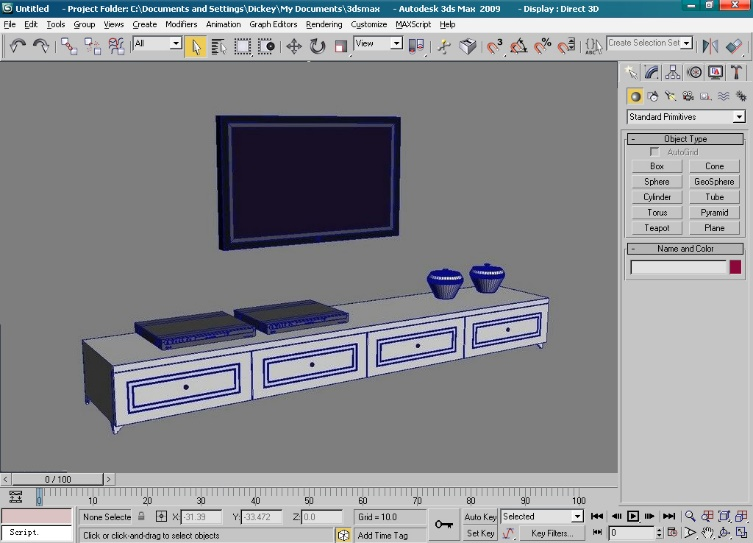 Untitled - Project Folder: C:\Documents and Settings\Dickey\My Documents\3dsmax - Autodesk 3ds Max 2009 - Display : Direct 3D
File Edit Tools Group Views Create Modifiers Animation Graph Editors Rendering Customize MAXScript Help
All View 3 % ABC Create Selection Set
Standard Primitives
- Object Type
AutoGrid
Box Cone
Sphere GeoSphere
Cylinder Tube
Torus Pyramid
Teapot Plane
- Name and Color
< 0 / 100 >
0 10 20 30 40 50 60 70 80 90 100
None Selecte X: -31.39 Y: -33.472 Z: 0.0 Grid = 10.0 Auto Key Selected
Script. Click or click-and-drag to select objects Add Time Tag Set Key Key Filters... 0